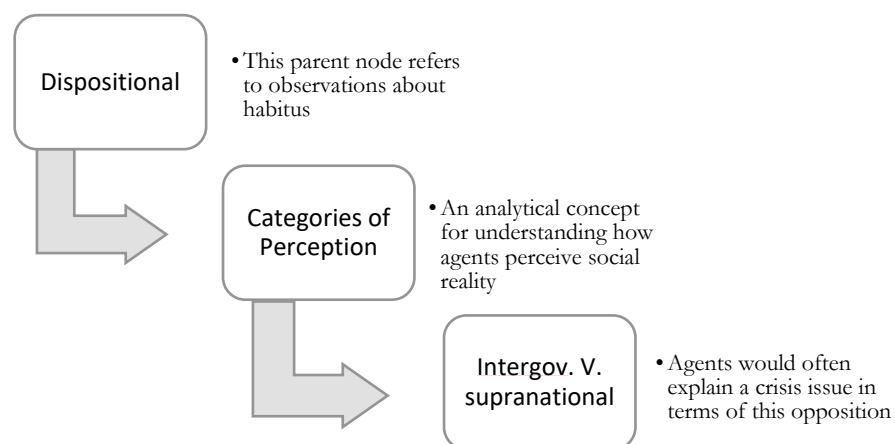 Dispositional
• This parent node refers
to observations about
habitus
Categories of
Perception
• An analytical concept
for understanding how
agents perceive social
reality
Intergov. V.
supranational
• Agents would often
explain a crisis issue in
terms of this opposition